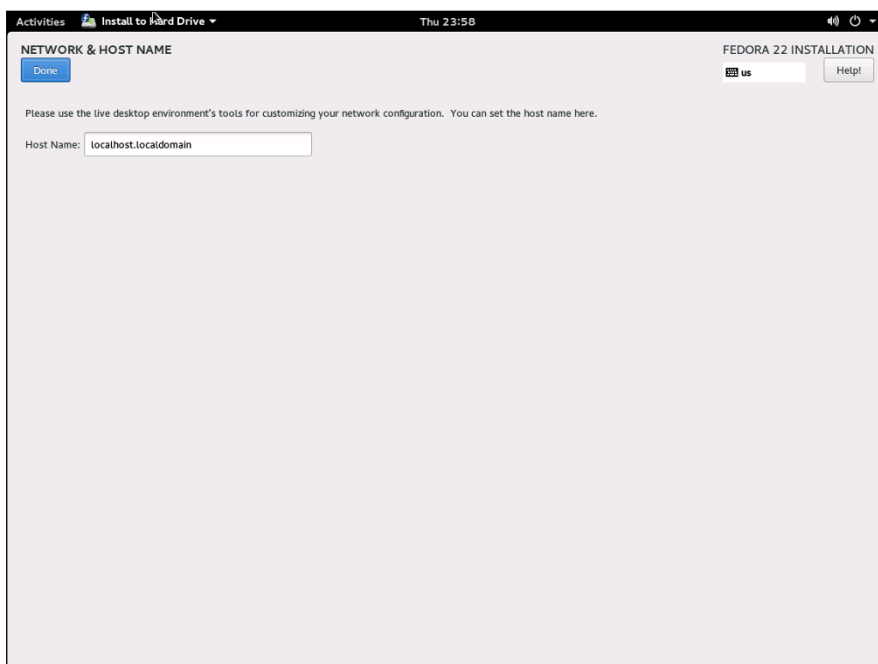 Activities Install to Hard Drive Thu 23:58
NETWORK & HOST NAME FEDORA 22 INSTALLATION
Done us Help!
Please use the live desktop environment's tools for customizing your network configuration. You can set the host name here.
Host Name: localhost.localdomain